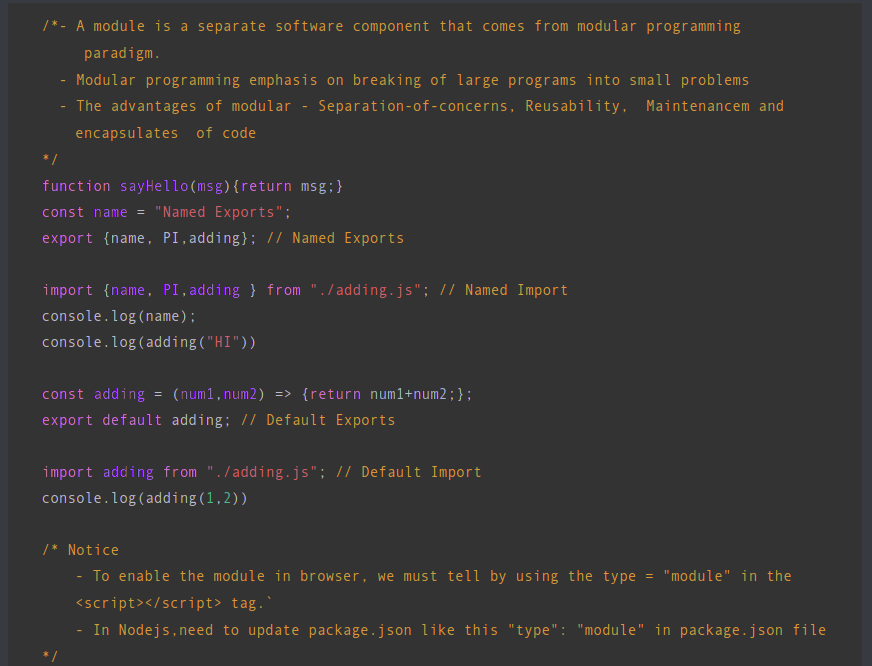 /*- A module is a separate software component that comes from modular programming
paradigm.
- Modular programming emphasis on breaking of large programs into small problems
- The advantages of modular - Separation-of-concerns, Reusability,  Maintenancem and
encapsulates  of code
*/
function sayHello(msg){return msg;}
const name = "Named Exports";
export {name, PI,adding}; // Named Exports
import {name, PI,adding } from "./adding.js"; // Named Import
console.log(name);
console.log(adding("HI"))
const adding = (num1,num2) => {return num1+num2;};
export default adding; // Default Exports
import adding from "./adding.js"; // Default Import
console.log(adding(1,2))
/* Notice
- To enable the module in browser, we must tell by using the type = "module" in the
<script></script> tag.`
- In Nodejs,need to update package.json like this "type": "module" in package.json file
*/